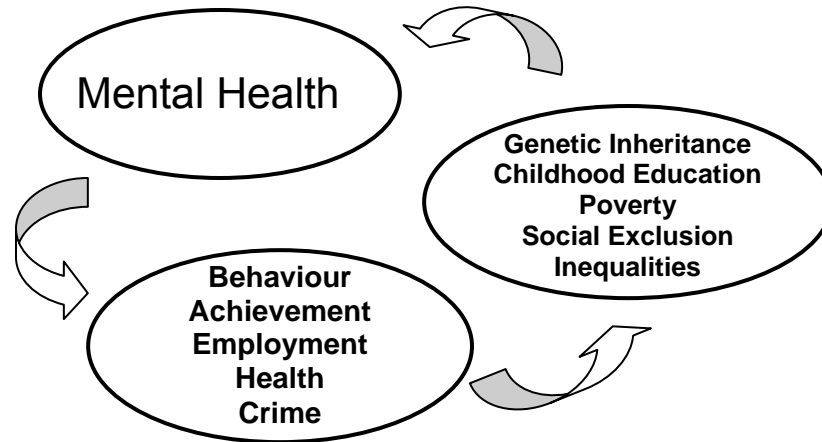 Mental Health
Genetic Inheritance
Childhood Education
Poverty
Social Exclusion
Inequalities
Behaviour
Achievement
Employment
Health
Crime